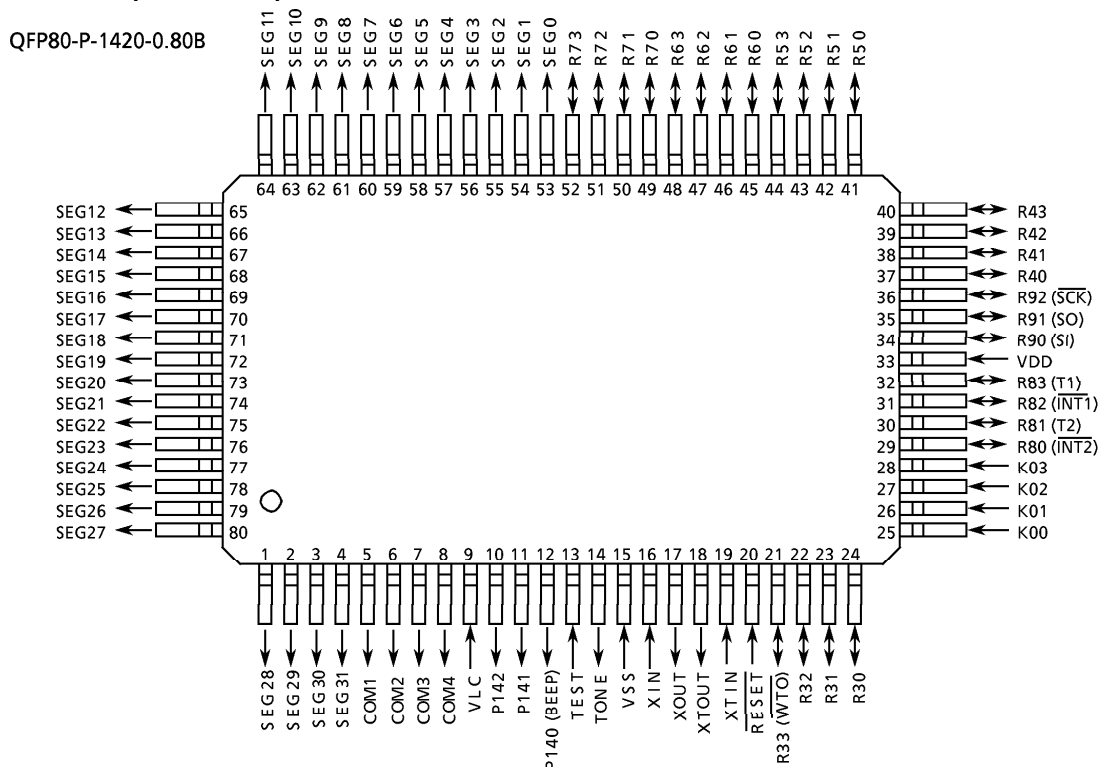 QFP80-P-1420-0.80B
SEG11
SEG10
SEG9
SEG8
SEG7
SEG6
SEG5
SEG4
SEG3
SEG2
SEG1
SEG0
R73
R72
R71
R70
R63
R62
R61
R60
R53
R52
R51
R50
64 63 62 61 60 59 58 57 56 55 54 53 52 51 50 49 48 47 46 45 44 43 42 41
SEG12 65 40 R43
SEG13 66 39 R42
SEG14 67 38 R41
SEG15 68 37 R40
SEG16 69 36 R92 (SCK)
SEG17 70 35 R91 (SO)
SEG18 71 34 R90 (SI)
SEG19 72 33 VDD
SEG20 73 32 R83 (T1)
SEG21 74 31 R82 (INT1)
SEG22 75 30 R81 (T2)
SEG23 76 29 R80 (INT2)
SEG24 77 28 K03
SEG25 78 27 K02
SEG26 79 26 K01
SEG27 80 25 K00
1 2 3 4 5 6 7 8 9 10 11 12 13 14 15 16 17 18 19 20 21 22 23 24
SEG28
SEG29
SEG30
SEG31
COM1
COM2
COM3
COM4
VLC
P142
P141
P140 (BEEP)
TEST
TONE
VSS
XIN
XOUT
XTOUT
XTIN
RESET
R33 (WTO)
R32
R31
R30